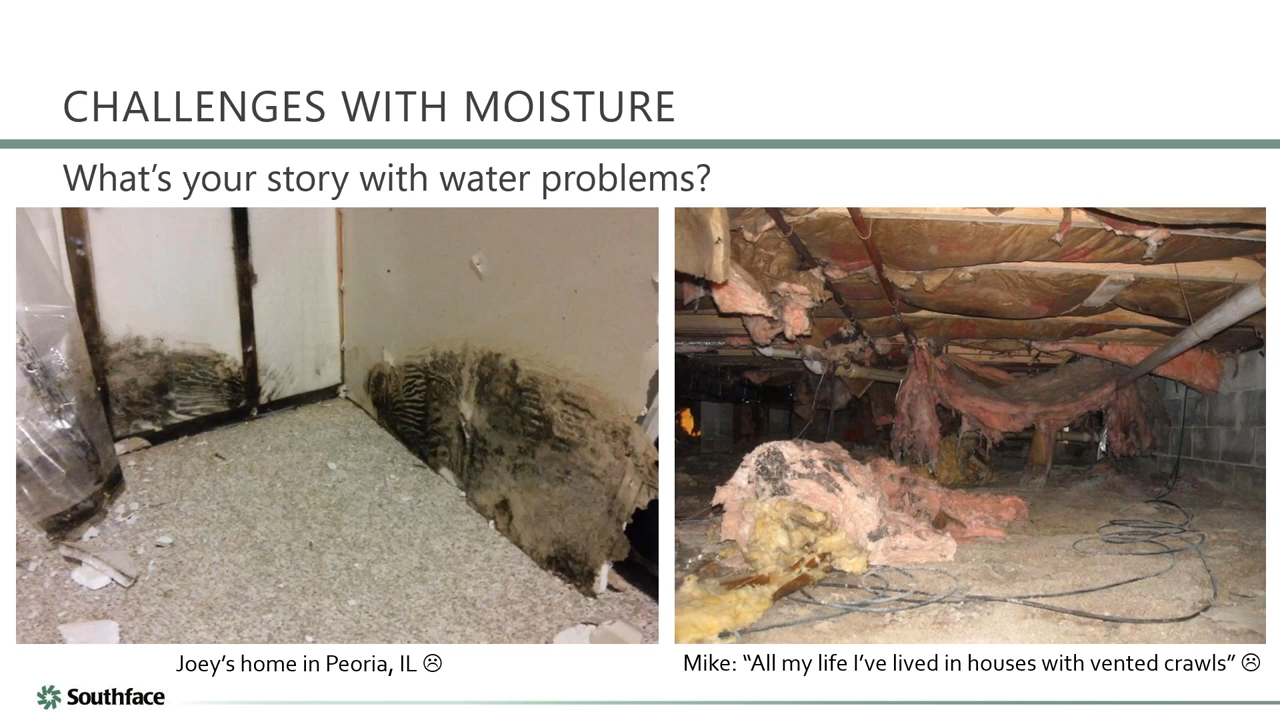 CHALLENGES WITH MOISTURE
What’s your story with water problems?
Joey’s home in Peoria, IL ☹
Mike: “All my life I’ve lived in houses with vented crawls” ☹
Southface